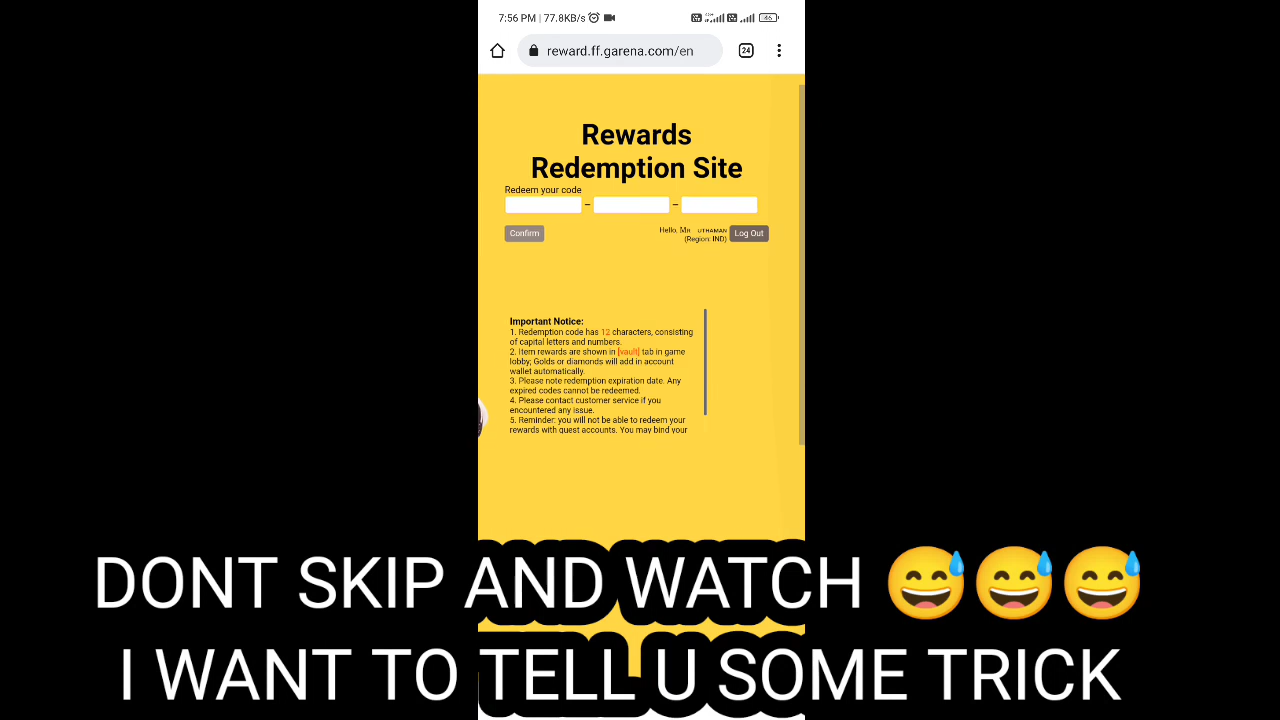 7:56 PM | 77.8KB/s
46
reward.ff.garena.com/en
24
Rewards
Redemption Site
Redeem your code
– –
Confirm
Hello, Mʀ ᴜᴛʜᴀᴍᴀɴ
(Region: IND)
Log Out
Important Notice:
1. Redemption code has 12 characters, consisting
of capital letters and numbers.
2. Item rewards are shown in [vault] tab in game
lobby; Golds or diamonds will add in account
wallet automatically.
3. Please note redemption expiration date. Any
expired codes cannot be redeemed.
4. Please contact customer service if you
encountered any issue.
5. Reminder: you will not be able to redeem your
rewards with guest accounts. You may bind your
DONT SKIP AND WATCH 😅😅😅
I WANT TO TELL U SOME TRICK